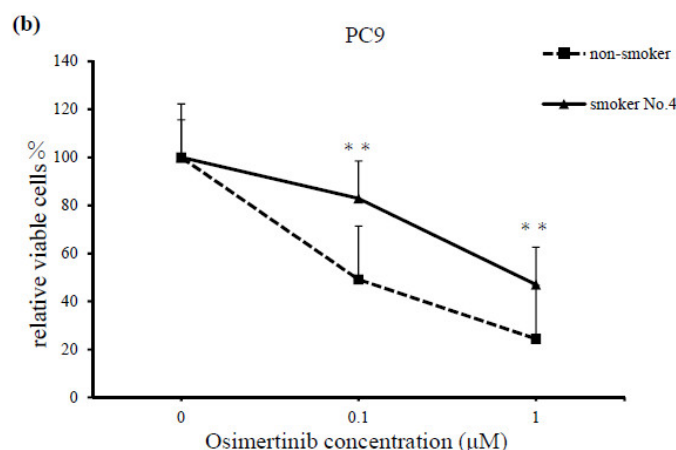 (b)
PC9
non-smoker
smoker No.4
relative viable cells %
140
120
100
80
60
40
20
0
* *
* *
0 0.1 1
Osimertinib concentration (μM)